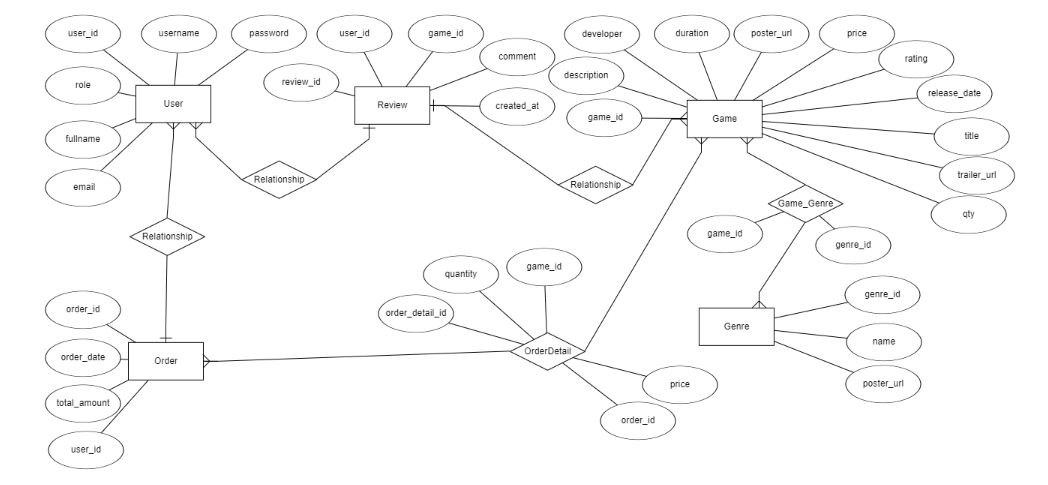 user_id
username
password
role
User
fullname
email
user_id
game_id
comment
review_id
Review
created_at
developer
duration
poster_url
price
rating
description
release_date
game_id
Game
title
trailer_url
qty
Relationship
Relationship
Game_Genre
game_id
genre_id
Relationship
game_id
quantity
order_detail_id
OrderDetail
price
order_id
order_id
order_date
Order
total_amount
user_id
genre_id
Genre
name
poster_url